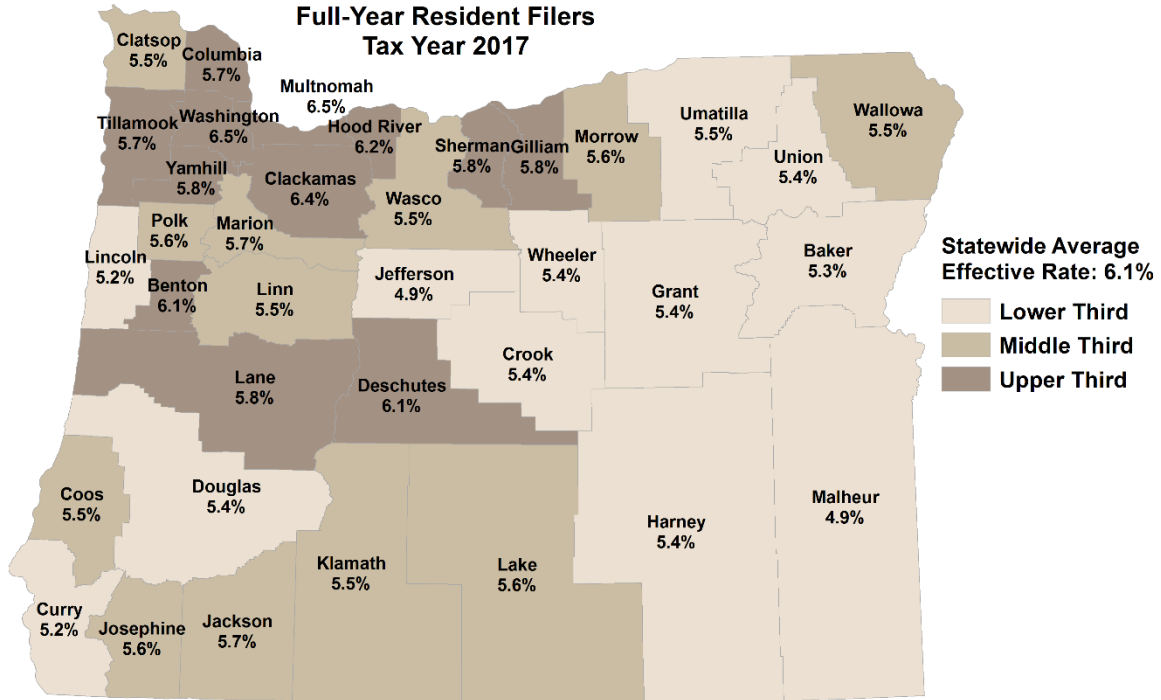 Full-Year Resident Filers
Tax Year 2017
Clatsop
5.5%
Columbia
5.7%
Multnomah
6.5%
Tillamook
5.7%
Washington
6.5%
Hood River
6.2%
Sherman
5.8%
Gilliam
5.8%
Morrow
5.6%
Umatilla
5.5%
Union
5.4%
Wallowa
5.5%
Yamhill
5.8%
Clackamas
6.4%
Wasco
5.5%
Polk
5.6%
Marion
5.7%
Lincoln
5.2%
Benton
6.1%
Linn
5.5%
Jefferson
4.9%
Wheeler
5.4%
Grant
5.4%
Baker
5.3%
Statewide Average
Effective Rate: 6.1%
Lower Third
Middle Third
Upper Third
Lane
5.8%
Deschutes
6.1%
Crook
5.4%
Coos
5.5%
Douglas
5.4%
Klamath
5.5%
Lake
5.6%
Harney
5.4%
Malheur
4.9%
Curry
5.2%
Josephine
5.6%
Jackson
5.7%